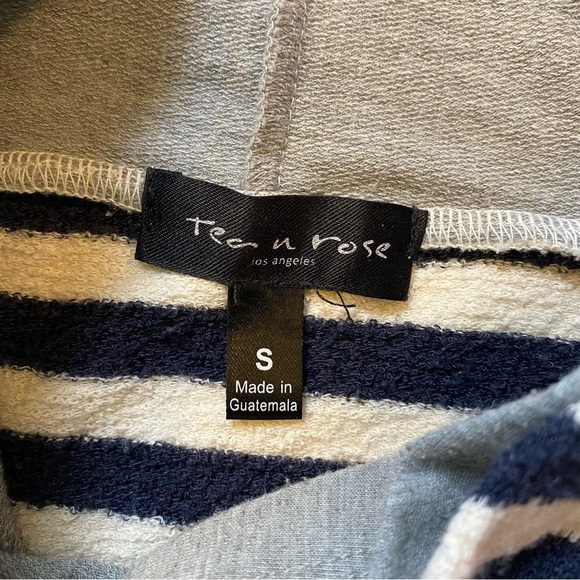 Tea n rose
los angeles
S
Made in
Guatemala